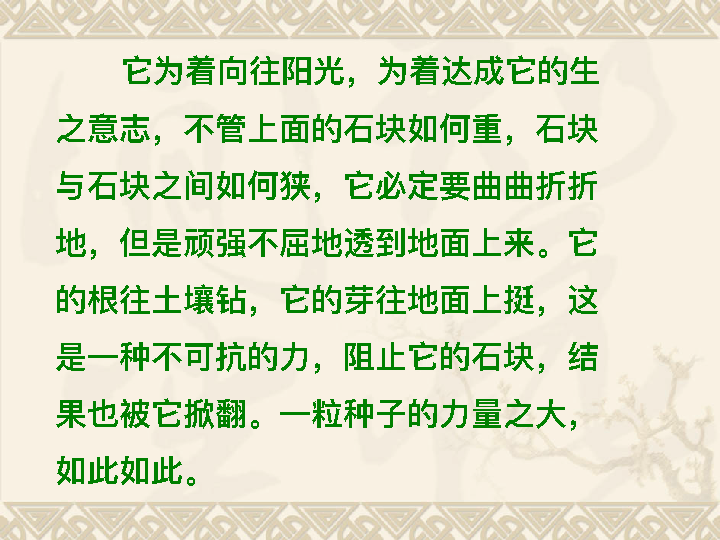 它为着向往阳光，为着达成它的生
之意志，不管上面的石块如何重，石块
与石块之间如何狭，它必定要曲曲折折
地，但是顽强不屈地透到地面上来。它
的根往土壤钻，它的芽往地面上挺，这
是一种不可抗的力，阻止它的石块，结
果也被它掀翻。一粒种子的力量之大，
如此如此。